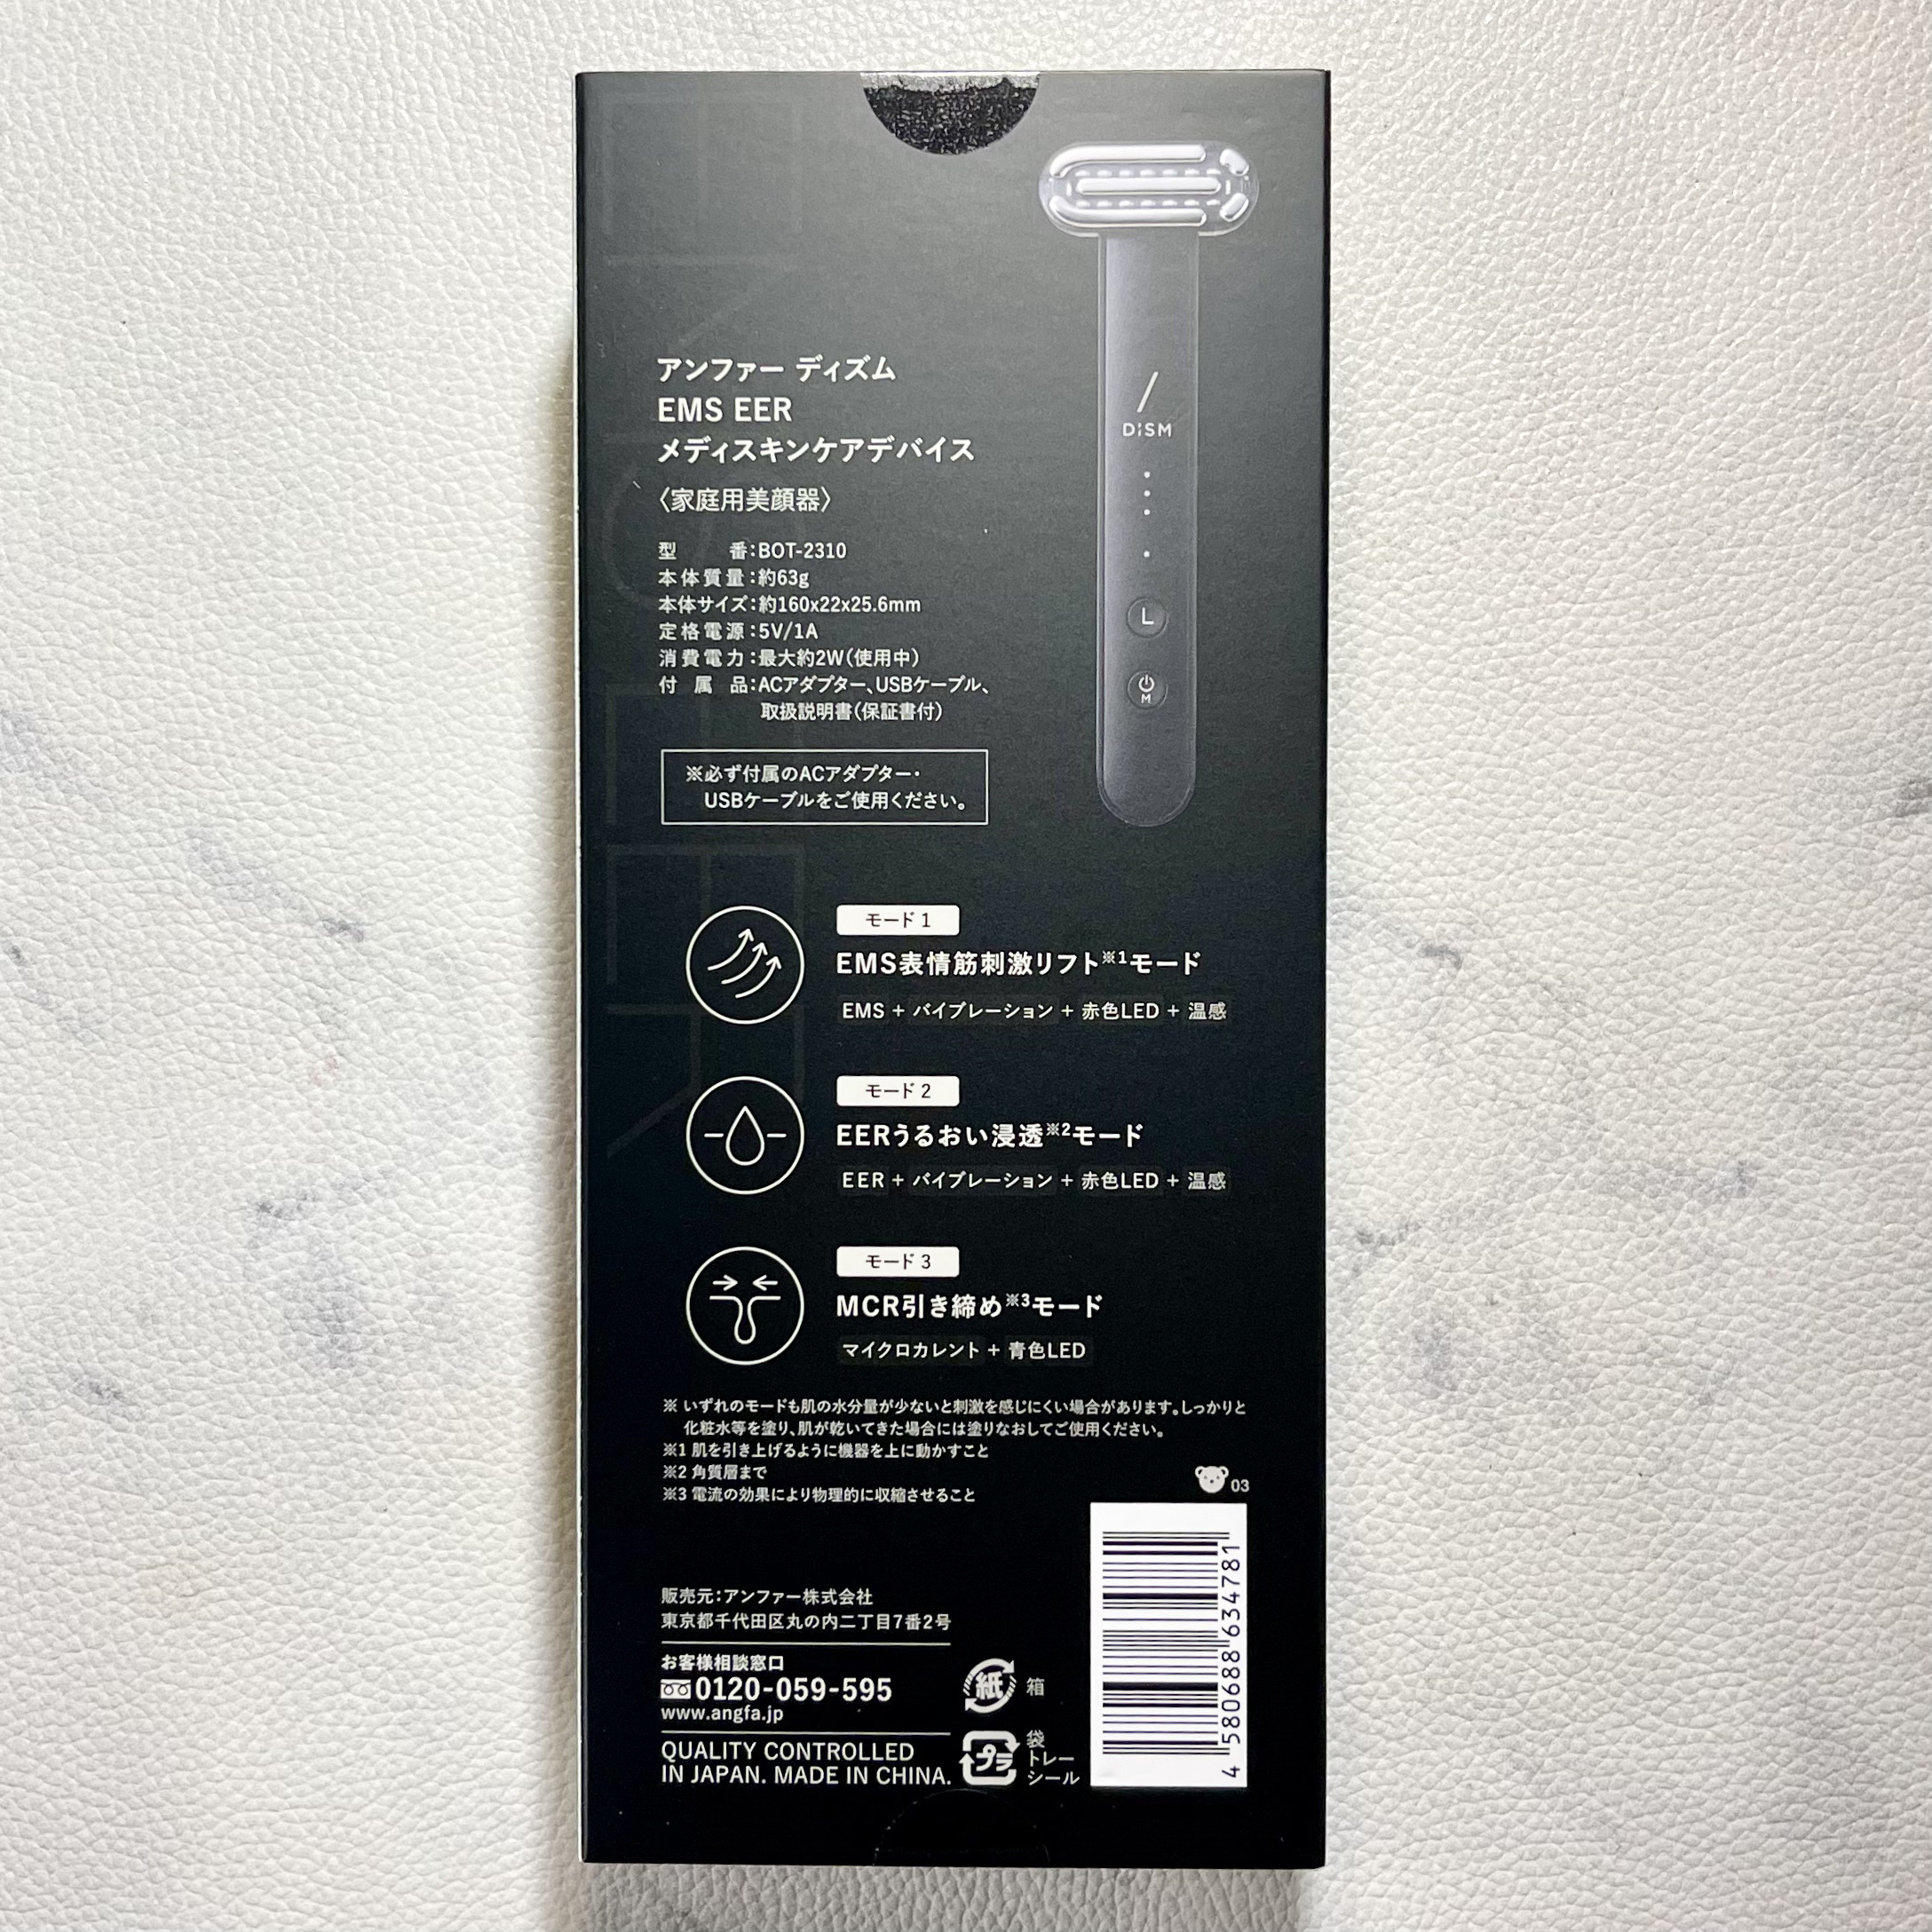 アンファー ディズム
EMS EER
メディスキンケアデバイス
〈家庭用美顔器〉
型番:BOT-2310
本体質量:約63g
本体サイズ:約160x22x25.6mm
定格電源:5V/1A
消費電力:最大約2W(使用中)
付属品:ACアダプター、USBケーブル、
取扱説明書(保証書付)
※必ず付属のACアダプター・
USBケーブルをご使用ください。
DiSM
L
M
モード 1
EMS表情筋刺激リフト※1モード
EMS + バイブレーション + 赤色LED + 温感
モード 2
EERうるおい浸透※2モード
EER + バイブレーション + 赤色LED + 温感
モード 3
MCR引き締め※3モード
マイクロカレント + 青色LED
※ いずれのモードも肌の水分量が少ないと刺激を感じにくい場合があります。しっかりと
化粧水等を塗り、肌が乾いてきた場合には塗りなおしてご使用ください。
※1 肌を引き上げるように機器を上に動かすこと
※2 角質層まで
※3 電流の効果により物理的に収縮させること
03
販売元:アンファー株式会社
東京都千代田区丸の内二丁目7番2号
お客様相談窓口
0120-059-595
www.angfa.jp
QUALITY CONTROLLED
IN JAPAN. MADE IN CHINA.
紙 箱
プラ 袋
トレー
シール
4 580688 634781